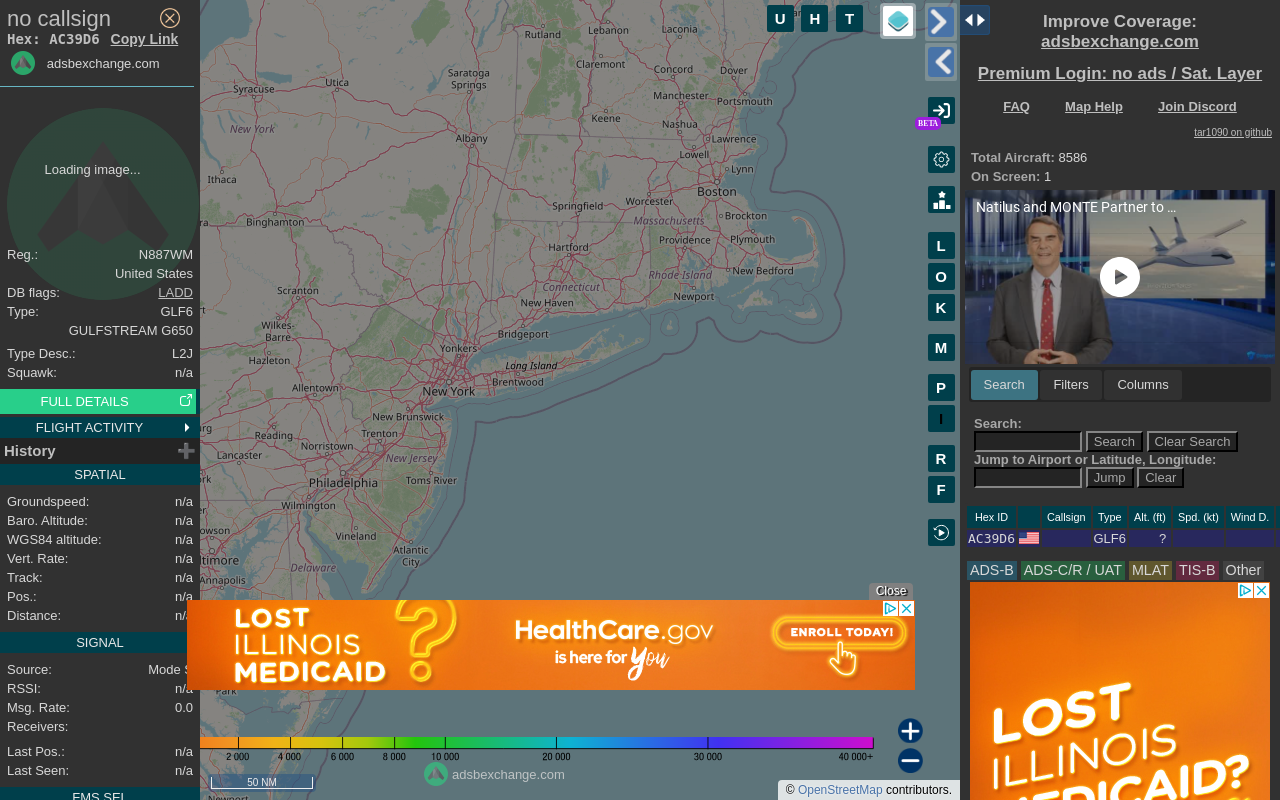 no callsign
Hex: AC39D6 Copy Link
adsbexchange.com
Loading image...
Reg.: N887WM
United States
DB flags: LADD
Type: GLF6
GULFSTREAM G650
Type Desc.: L2J
Squawk: n/a
FULL DETAILS
FLIGHT ACTIVITY
History
SPATIAL
Groundspeed: n/a
Baro. Altitude: n/a
WGS84 altitude: n/a
Vert. Rate: n/a
Track: n/a
Pos.: n/a
Distance: n/a
SIGNAL
Source: Mode S
RSSI: n/a
Msg. Rate: 0.0
Receivers:
Last Pos.: n/a
Last Seen: n/a
FMS SEL
U H T
BETA
L
O
K
M
P
I
R
F
Rutland
Lebanon
Laconia
Claremont
Concord
Dover
Saratoga
Springs
Utica
Syracuse
Manchester
Portsmouth
Keene
Nashua
New York
Albany
Lawrence
Lowell
Lynn
Ithaca
Boston
Worcester
Springfield
Massachusetts
Brockton
Binghamton
Hartford
Providence
Plymouth
New Bedford
Rhode Island
Connecticut
Newport
Scranton
New Haven
Wilkes-
Barre
Bridgeport
Yonkers
Hazleton
Long Island
Brentwood
Allentown
New York
New Brunswick
Reading
Trenton
Norristown
Lancaster
New Jersey
Toms River
Philadelphia
Wilmington
Vineland
Atlantic
City
Delaware
Annapolis
Park
Newport
Close
LOST
ILLINOIS
MEDICAID
?
HealthCare.gov
is here for you
ENROLL TODAY!
2 000 4 000 6 000 8 000 10 000 20 000 30 000 40 000+
50 NM
adsbexchange.com
© OpenStreetMap contributors.
Improve Coverage:
adsbexchange.com
Premium Login: no ads / Sat. Layer
FAQ Map Help Join Discord
tar1090 on github
Total Aircraft: 8586
On Screen: 1
Natilus and MONTE Partner to …
Search Filters Columns
Search:
Search Clear Search
Jump to Airport or Latitude, Longitude:
Jump Clear
Hex ID Callsign Type Alt. (ft) Spd. (kt) Wind D.
AC39D6 GLF6 ?
ADS-B ADS-C/R / UAT MLAT TIS-B Other
LOST
ILLINOIS
MEDICAID?